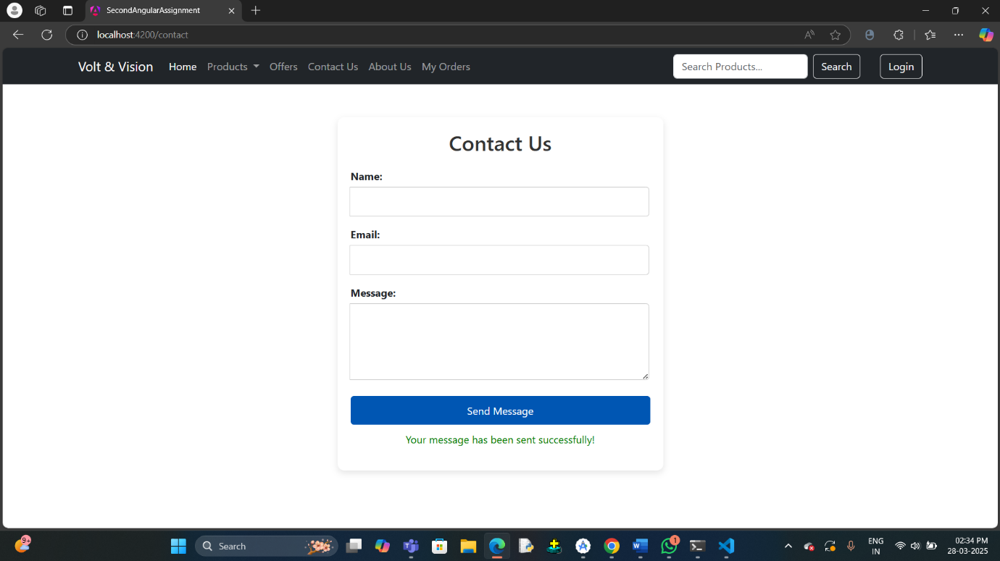 SecondAngularAssignment
localhost:4200/contact
Volt & Vision Home Products Offers Contact Us About Us My Orders Search Products... Search Login
Contact Us
Name:
Email:
Message:
Send Message
Your message has been sent successfully!
9+ Search 1 ENG 02:34 PM
IN 28-03-2025